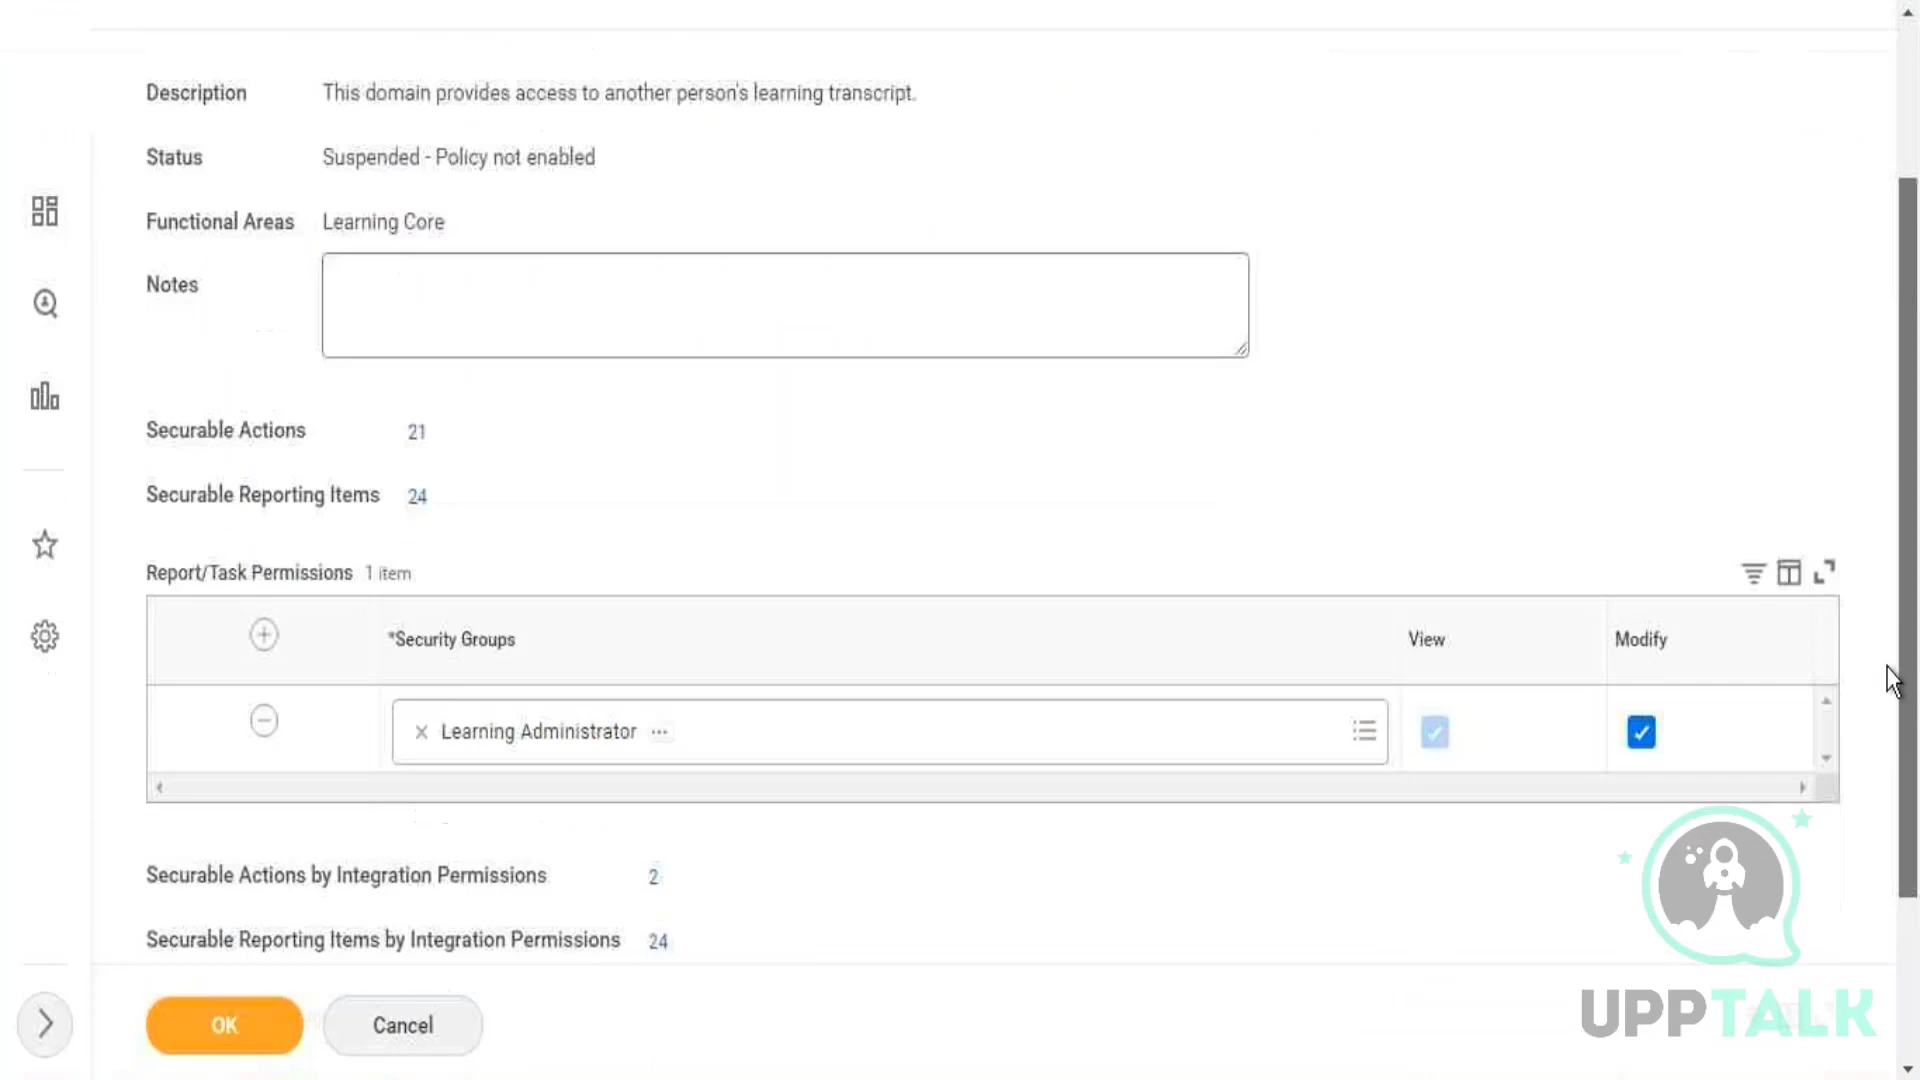 Description This domain provides access to another person's learning transcript.
Status Suspended - Policy not enabled
Functional Areas Learning Core
Notes
Securable Actions 21
Securable Reporting Items 24
Report/Task Permissions 1 item
*Security Groups View Modify
Learning Administrator
Securable Actions by Integration Permissions 2
Securable Reporting Items by Integration Permissions 24
OK Cancel
UPPTALK